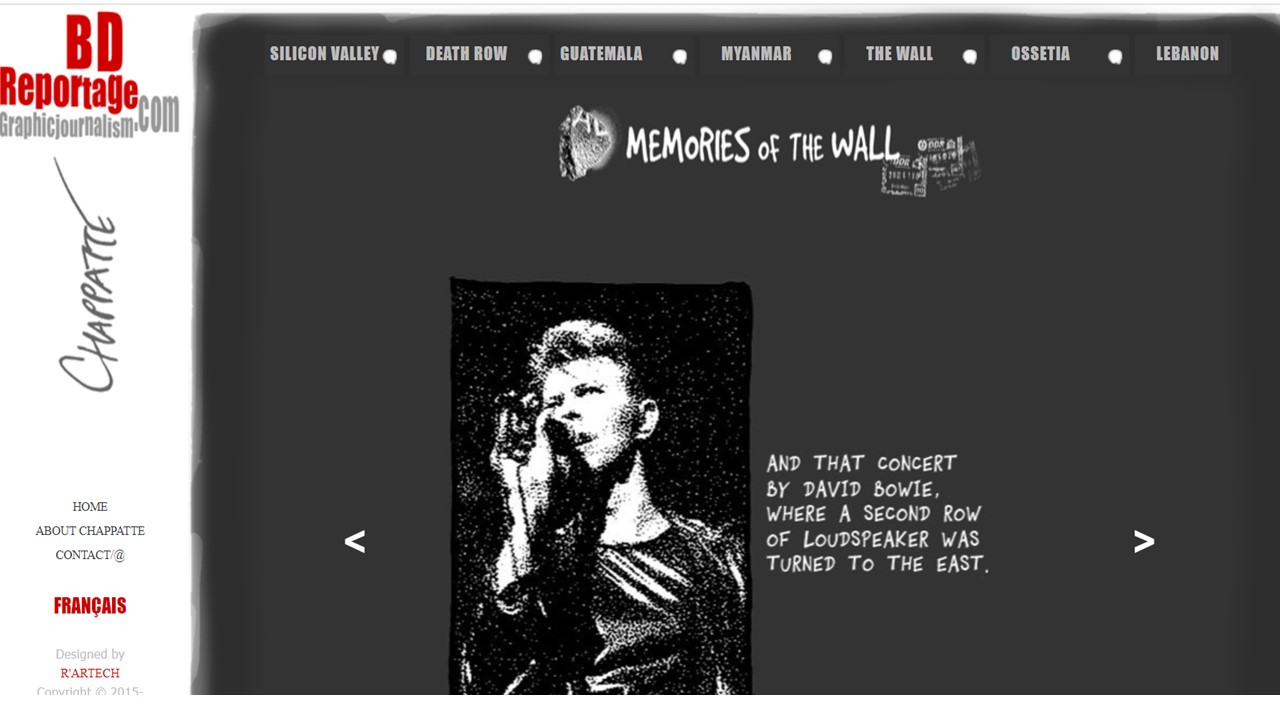 BD
Reportage
.com
Graphicjournalism
CHAPPATTE
HOME
ABOUT CHAPPATTE
CONTACT/@
FRANÇAIS
Designed by
R'ARTECH
Copyright © 2015-
SILICON VALLEY
DEATH ROW
GUATEMALA
MYANMAR
THE WALL
OSSETIA
LEBANON
MEMORIES OF THE WALL
DDR
DDR
<
AND THAT CONCERT
BY DAVID BOWIE,
WHERE A SECOND ROW
OF LOUDSPEAKER WAS
TURNED TO THE EAST.
>